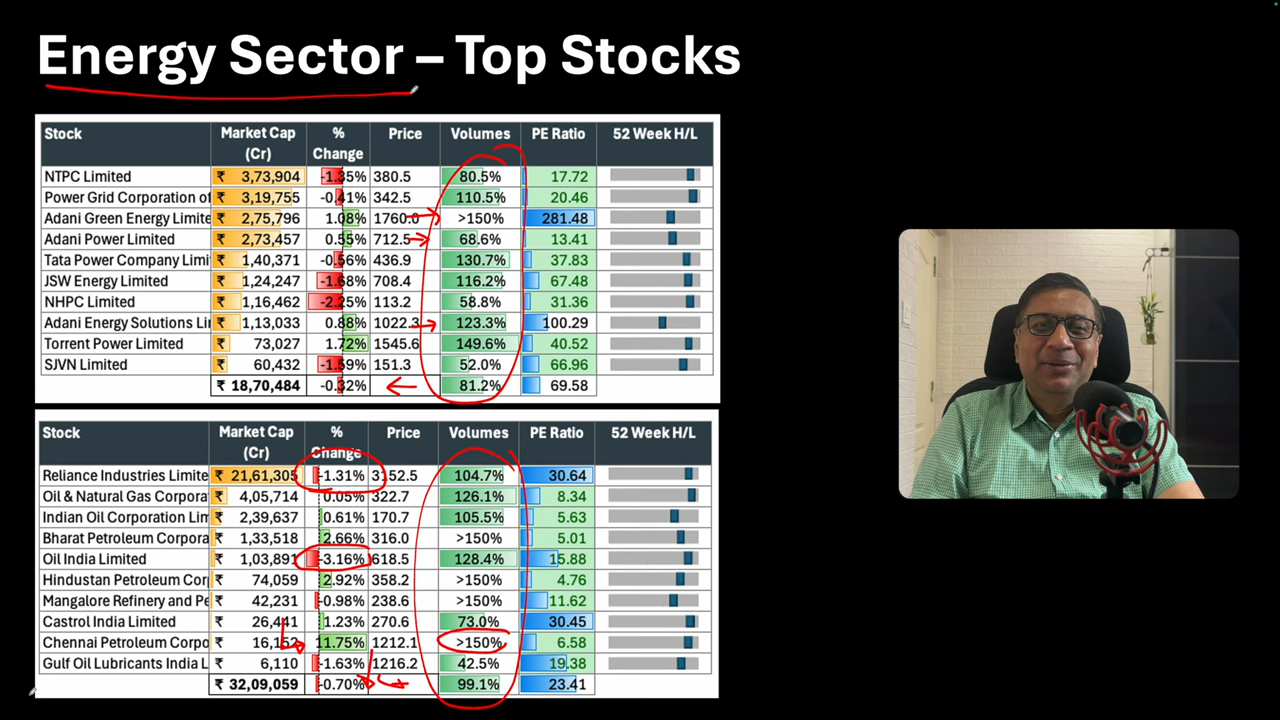 Energy Sector – Top Stocks
Stock Market Cap (Cr) % Change Price Volumes PE Ratio 52 Week H/L
NTPC Limited ₹ 3,73,904 -1.35% 380.5 80.5% 17.72
Power Grid Corporation of ₹ 3,19,755 -0.41% 342.5 110.5% 20.46
Adani Green Energy Limite ₹ 2,75,796 1.08% 1760.0 >150% 281.48
Adani Power Limited ₹ 2,73,457 0.55% 712.5 68.6% 13.41
Tata Power Company Limi ₹ 1,40,371 -0.56% 436.9 130.7% 37.83
JSW Energy Limited ₹ 1,24,247 -1.68% 708.4 116.2% 67.48
NHPC Limited ₹ 1,16,462 -2.25% 113.2 58.8% 31.36
Adani Energy Solutions Li ₹ 1,13,033 0.88% 1022.3 123.3% 100.29
Torrent Power Limited ₹ 73,027 1.72% 1545.6 149.6% 40.52
SJVN Limited ₹ 60,432 -1.59% 151.3 52.0% 66.96
₹ 18,70,484 -0.32% 81.2% 69.58
Stock Market Cap (Cr) % Change Price Volumes PE Ratio 52 Week H/L
Reliance Industries Limite ₹ 21,61,305 -1.31% 3152.5 104.7% 30.64
Oil & Natural Gas Corpora ₹ 4,05,714 0.05% 322.7 126.1% 8.34
Indian Oil Corporation Lim ₹ 2,39,637 0.61% 170.7 105.5% 5.63
Bharat Petroleum Corpora ₹ 1,33,518 2.66% 316.0 >150% 5.01
Oil India Limited ₹ 1,03,891 -3.16% 618.5 128.4% 15.88
Hindustan Petroleum Cor ₹ 74,059 2.92% 358.2 >150% 4.76
Mangalore Refinery and Pe ₹ 42,231 -0.98% 238.6 >150% 11.62
Castrol India Limited ₹ 26,441 1.23% 270.6 73.0% 30.45
Chennai Petroleum Corpo ₹ 16,152 11.75% 1212.1 >150% 6.58
Gulf Oil Lubricants India L ₹ 6,110 -1.63% 1216.2 42.5% 19.38
₹ 32,09,059 -0.70% 99.1% 23.41